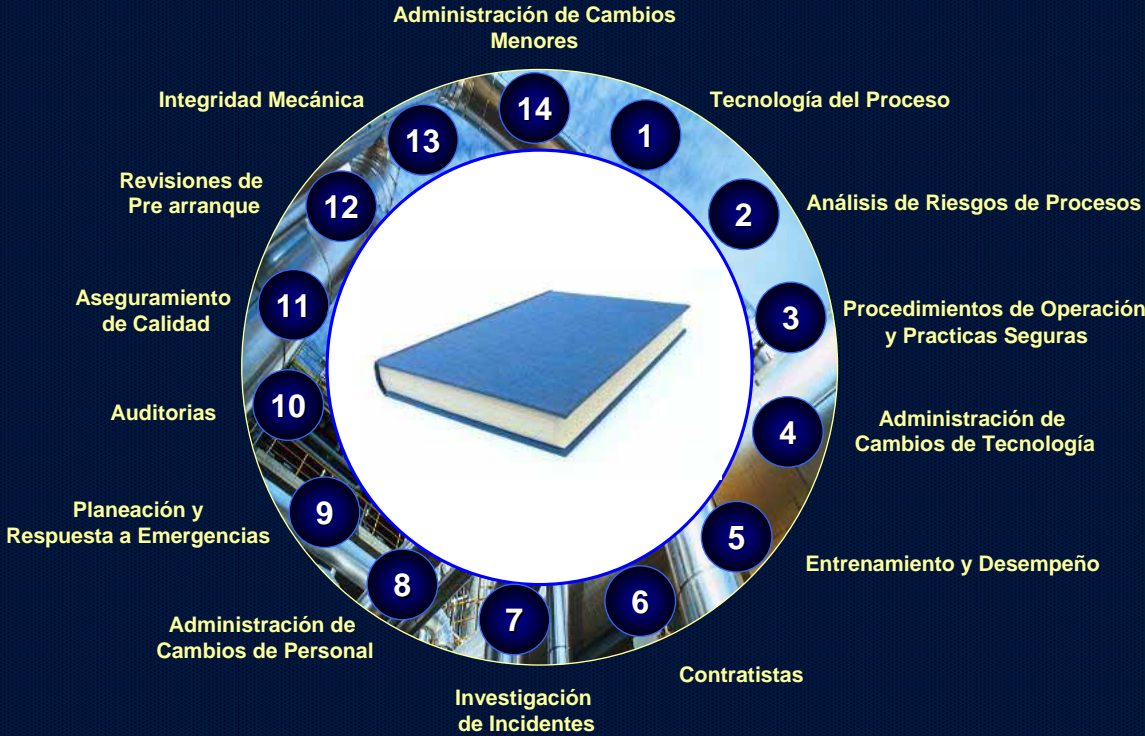 Administración de Cambios
Menores
14
1
Tecnología del Proceso
2
Análisis de Riesgos de Procesos
3
Procedimientos de Operación
y Practicas Seguras
4
Administración de
Cambios de Tecnología
5
Entrenamiento y Desempeño
6
Contratistas
7
Investigación
de Incidentes
8
Administración de
Cambios de Personal
9
Planeación y
Respuesta a Emergencias
10
Auditorias
11
Aseguramiento
de Calidad
12
Revisiones de
Pre arranque
13
Integridad Mecánica